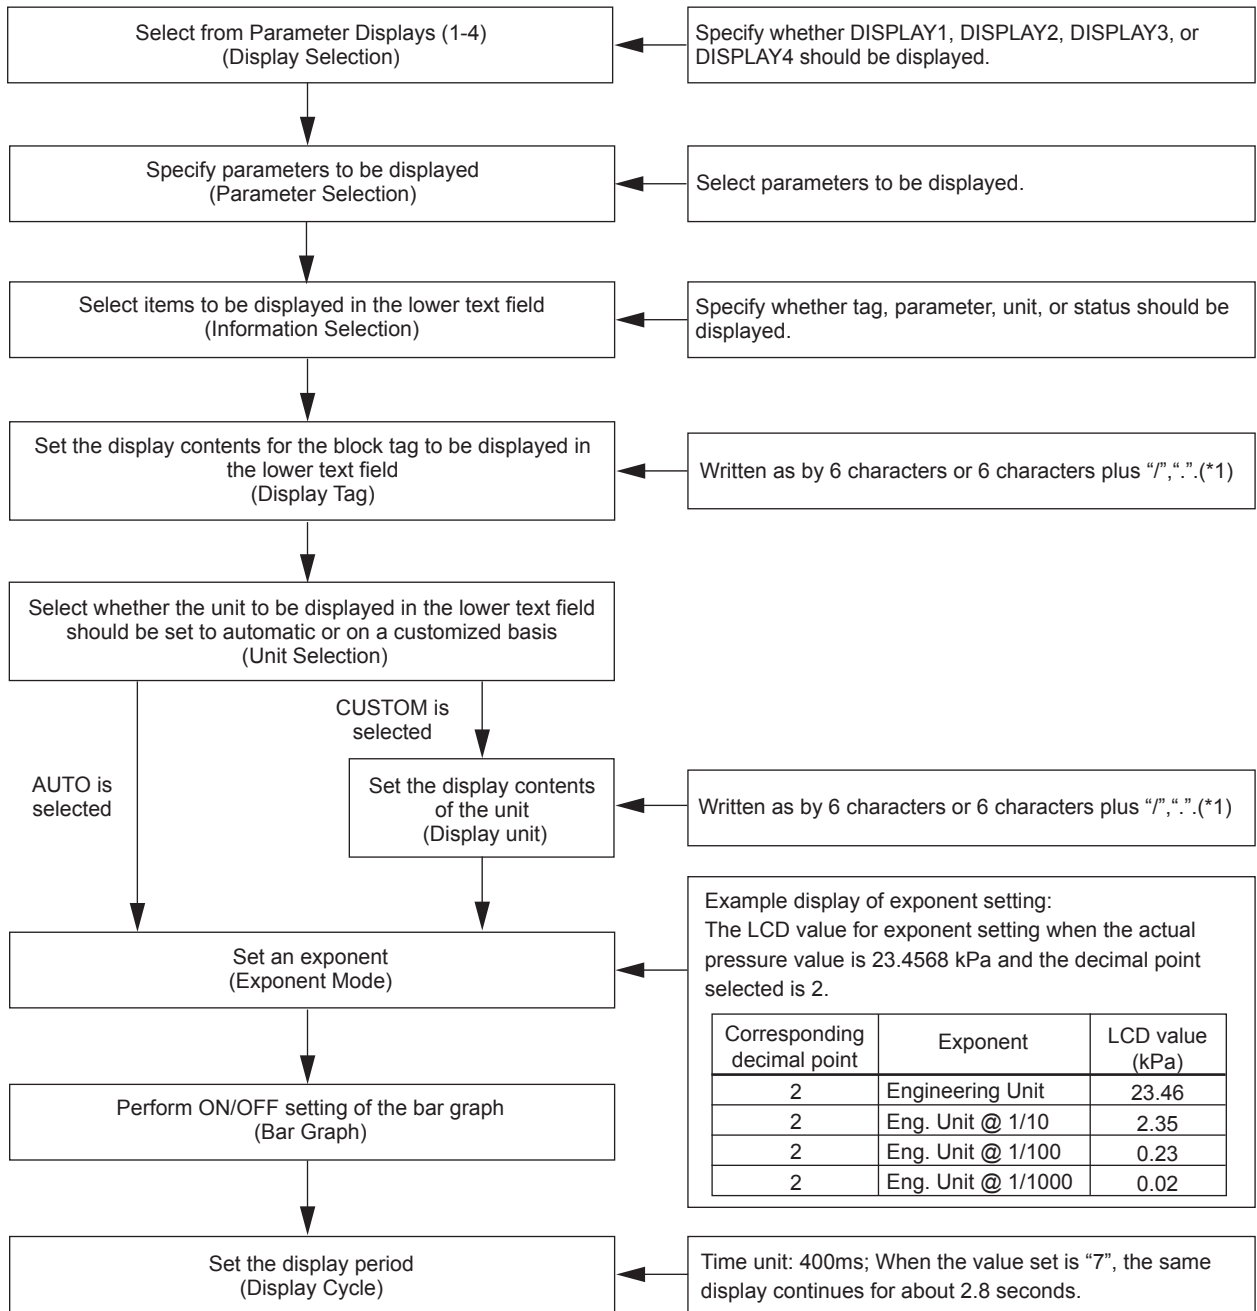 Select from Parameter Displays (1-4)
(Display Selection)
Specify whether DISPLAY1, DISPLAY2, DISPLAY3, or
DISPLAY4 should be displayed.
Specify parameters to be displayed
(Parameter Selection)
Select parameters to be displayed.
Select items to be displayed in the lower text field
(Information Selection)
Specify whether tag, parameter, unit, or status should be
displayed.
Set the display contents for the block tag to be displayed in
the lower text field
(Display Tag)
Written as by 6 characters or 6 characters plus “/”,“.”.(*1)
Select whether the unit to be displayed in the lower text field
should be set to automatic or on a customized basis
(Unit Selection)
AUTO is
selected
CUSTOM is
selected
Set the display contents
of the unit
(Display unit)
Written as by 6 characters or 6 characters plus “/”,“.”.(*1)
Set an exponent
(Exponent Mode)
Example display of exponent setting:
The LCD value for exponent setting when the actual
pressure value is 23.4568 kPa and the decimal point
selected is 2.
Corresponding decimal point Exponent LCD value (kPa)
2 Engineering Unit 23.46
2 Eng. Unit @ 1/10 2.35
2 Eng. Unit @ 1/100 0.23
2 Eng. Unit @ 1/1000 0.02
Perform ON/OFF setting of the bar graph
(Bar Graph)
Set the display period
(Display Cycle)
Time unit: 400ms; When the value set is “7”, the same
display continues for about 2.8 seconds.